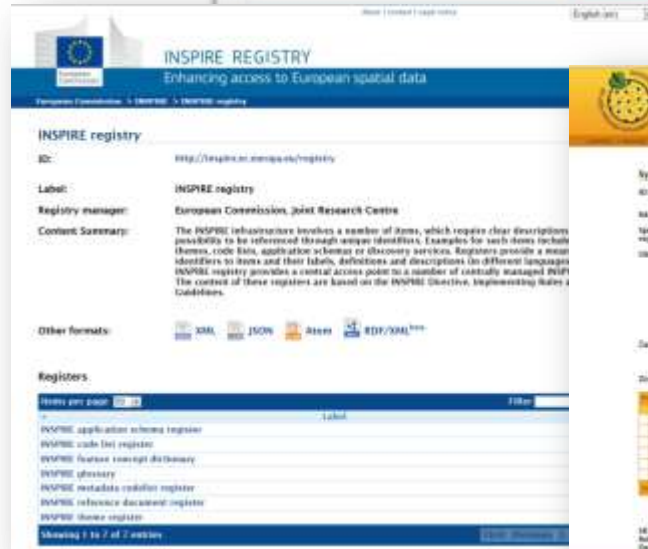 About | Contact | Legal notice
English (en)
European
Commission
INSPIRE REGISTRY
Enhancing access to European spatial data
European Commission > INSPIRE > INSPIRE registry
INSPIRE registry
ID:
http://inspire.ec.europa.eu/registry
Label:
INSPIRE registry
Registry manager:
European Commission, Joint Research Centre
Content Summary:
The INSPIRE infrastructure involves a number of items, which require clear descriptions
possibility to be referenced through unique identifiers. Examples for such items include
themes, code lists, application schemas or discovery services. Registers provide a means
identifiers to items and their labels, definitions and descriptions (in different languages
INSPIRE registry provides a central access point to a number of centrally managed INSP
The content of these registers are based on the INSPIRE Directive, Implementing Rules a
Guidelines.
Other formats:
XML JSON Atom RDF/XML
Registers
Items per page
Filter
Label
INSPIRE application schema register
INSPIRE code list register
INSPIRE feature concept dictionary
INSPIRE glossary
INSPIRE metadata codelist register
INSPIRE reference document register
INSPIRE theme register
Showing 1 to 7 of 7 entries
First Previous